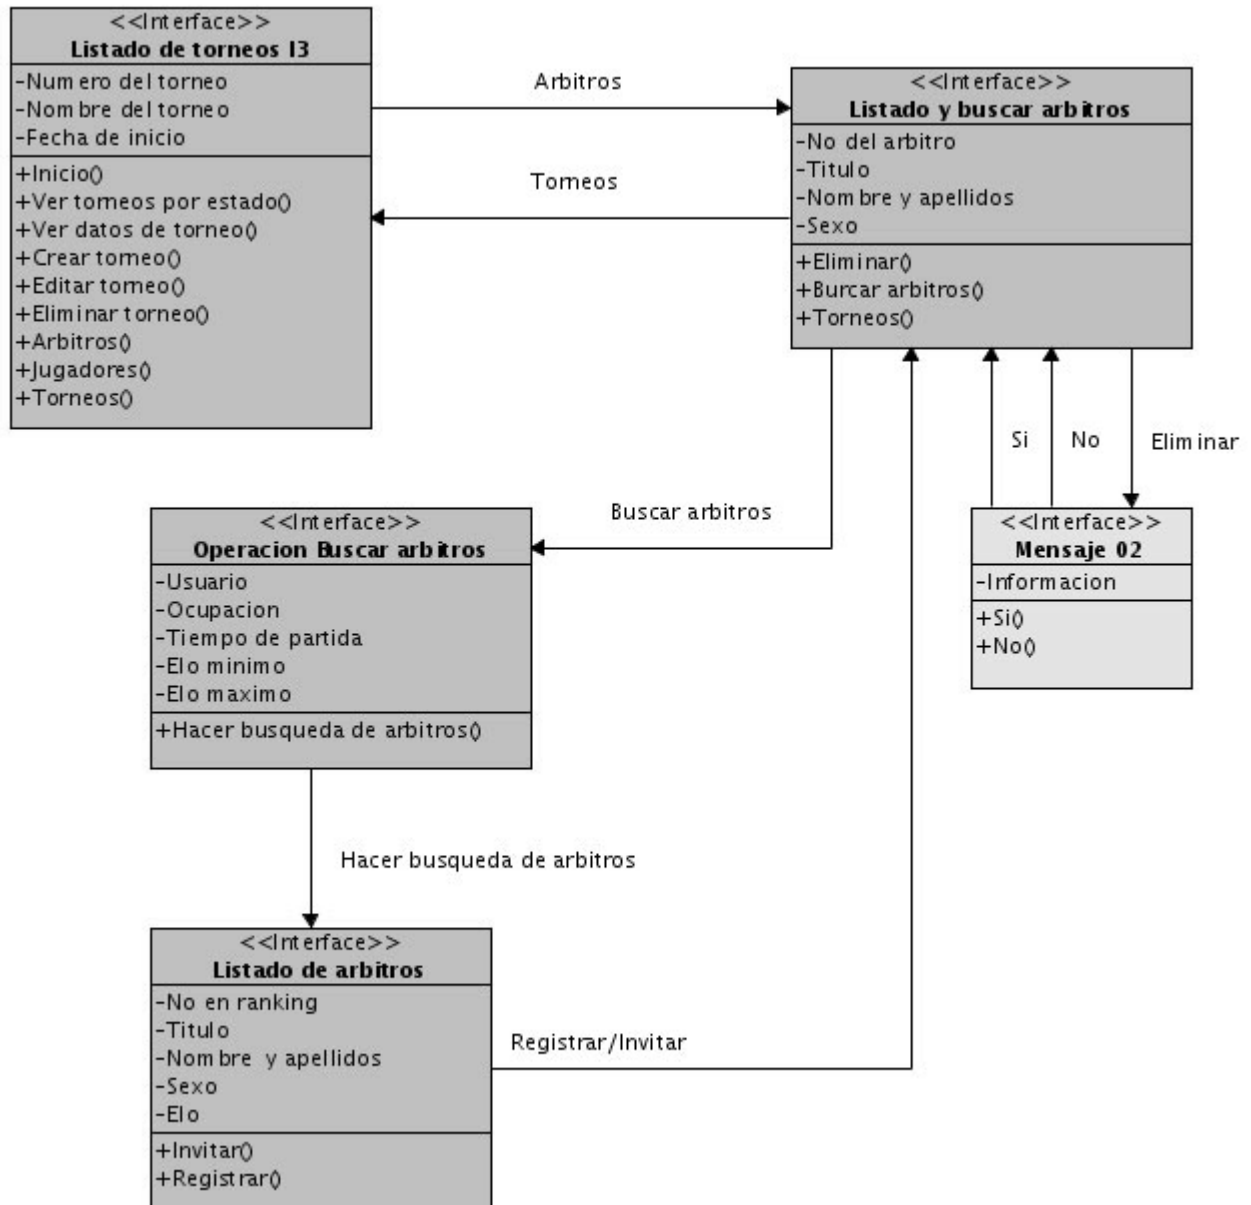 <<Interface>>
Listado de torneos I3
-Numero del torneo
-Nombre del torneo
-Fecha de inicio
+Inicio()
+Ver torneos por estado()
+Ver datos de torneo()
+Crear torneo()
+Editar torneo()
+Eliminar torneo()
+Arbitros()
+Jugadores()
+Torneos()
Arbitros
Torneos
<<Interface>>
Listado y buscar arbitros
-No del arbitro
-Titulo
-Nombre y apellidos
-Sexo
+Eliminar()
+Burcar arbitros()
+Torneos()
Si
No
Eliminar
Buscar arbitros
<<Interface>>
Operacion Buscar arbitros
-Usuario
-Ocupacion
-Tiempo de partida
-Elo minimo
-Elo maximo
+Hacer busqueda de arbitros()
<<Interface>>
Mensaje 02
-Informacion
+Si()
+No()
Hacer busqueda de arbitros
<<Interface>>
Listado de arbitros
-No en ranking
-Titulo
-Nombre y apellidos
-Sexo
-Elo
+Invitar()
+Registrar()
Registrar/Invitar